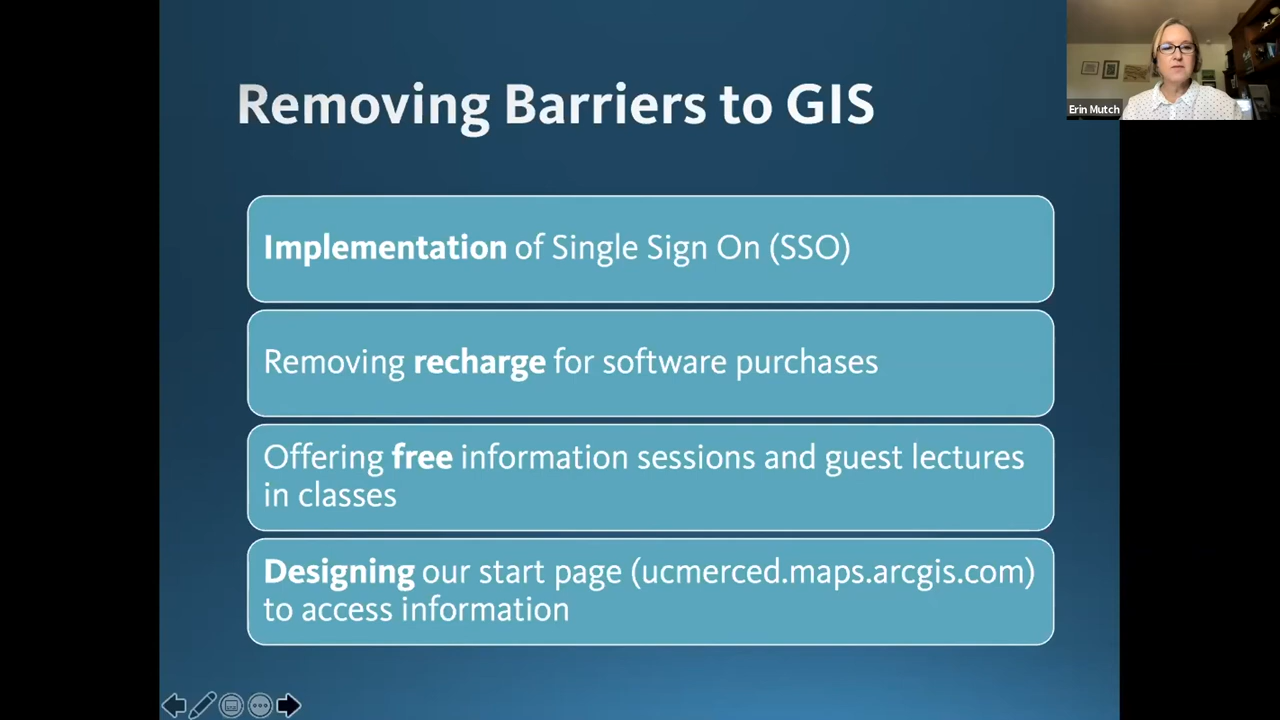 Removing Barriers to GIS
Erin Mutch
Implementation of Single Sign On (SSO)
Removing recharge for software purchases
Offering free information sessions and guest lectures
in classes
Designing our start page (ucmerced.maps.arcgis.com)
to access information